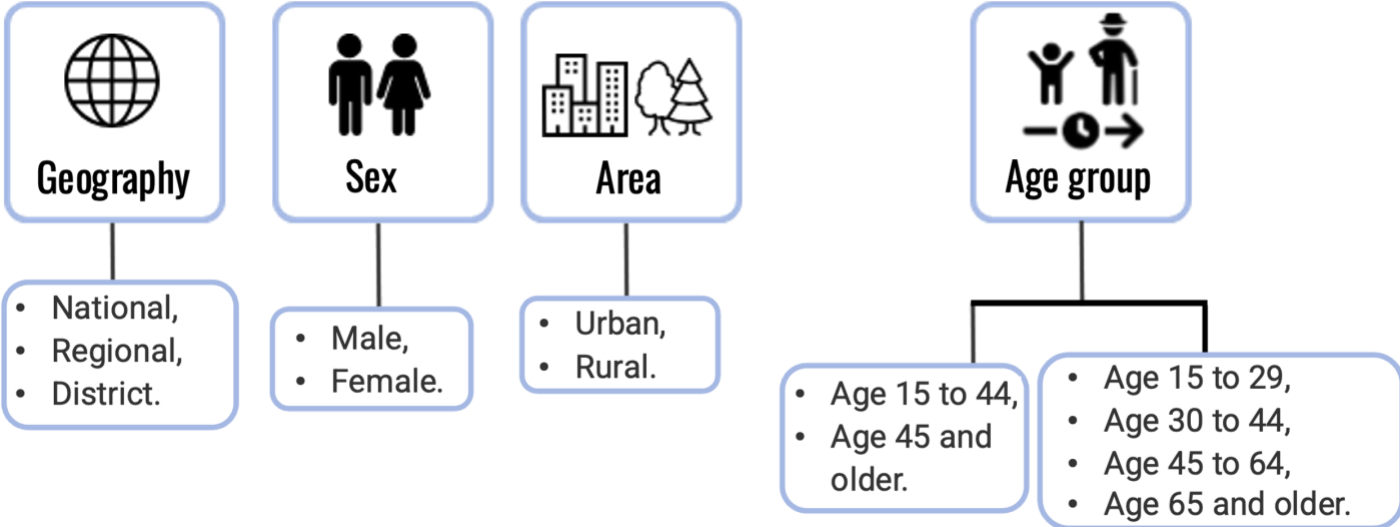 Geography
• National,
• Regional,
• District.
Sex
• Male,
• Female.
Area
• Urban,
• Rural.
Age group
• Age 15 to 44,
• Age 45 and
older.
• Age 15 to 29,
• Age 30 to 44,
• Age 45 to 64,
• Age 65 and older.